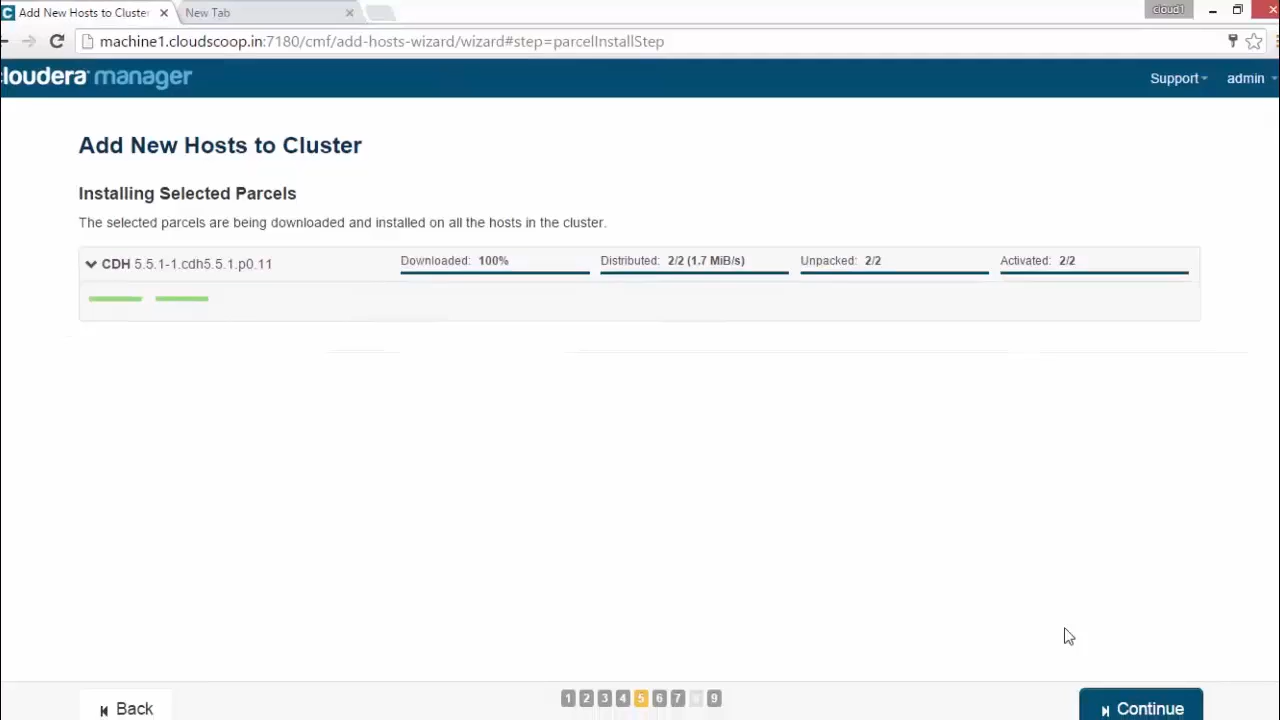 Add New Hosts to Cluster
New Tab
cloud1
machine1.cloudscoop.in:7180/cmf/add-hosts-wizard/wizard#step=parcelInstallStep
cloudera manager
Support
admin
Add New Hosts to Cluster
Installing Selected Parcels
The selected parcels are being downloaded and installed on all the hosts in the cluster.
CDH 5.5.1-1.cdh5.5.1.p0.11
Downloaded: 100%
Distributed: 2/2 (1.7 MiB/s)
Unpacked: 2/2
Activated: 2/2
Back
1 2 3 4 5 6 7 9
Continue